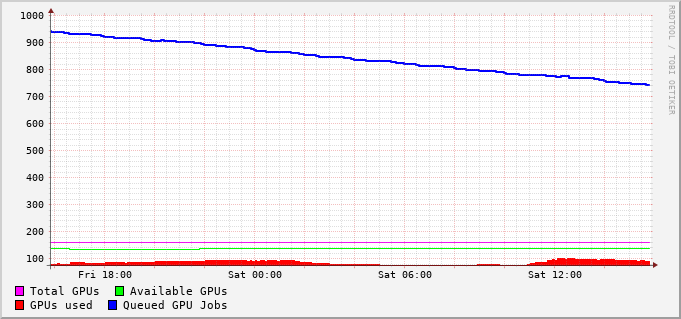 1000
900
800
700
600
500
400
300
200
100
Fri 18:00 Sat 00:00 Sat 06:00 Sat 12:00
Total GPUs Available GPUs
GPUs used Queued GPU Jobs
RRDTOOL / TOBI OETIKER